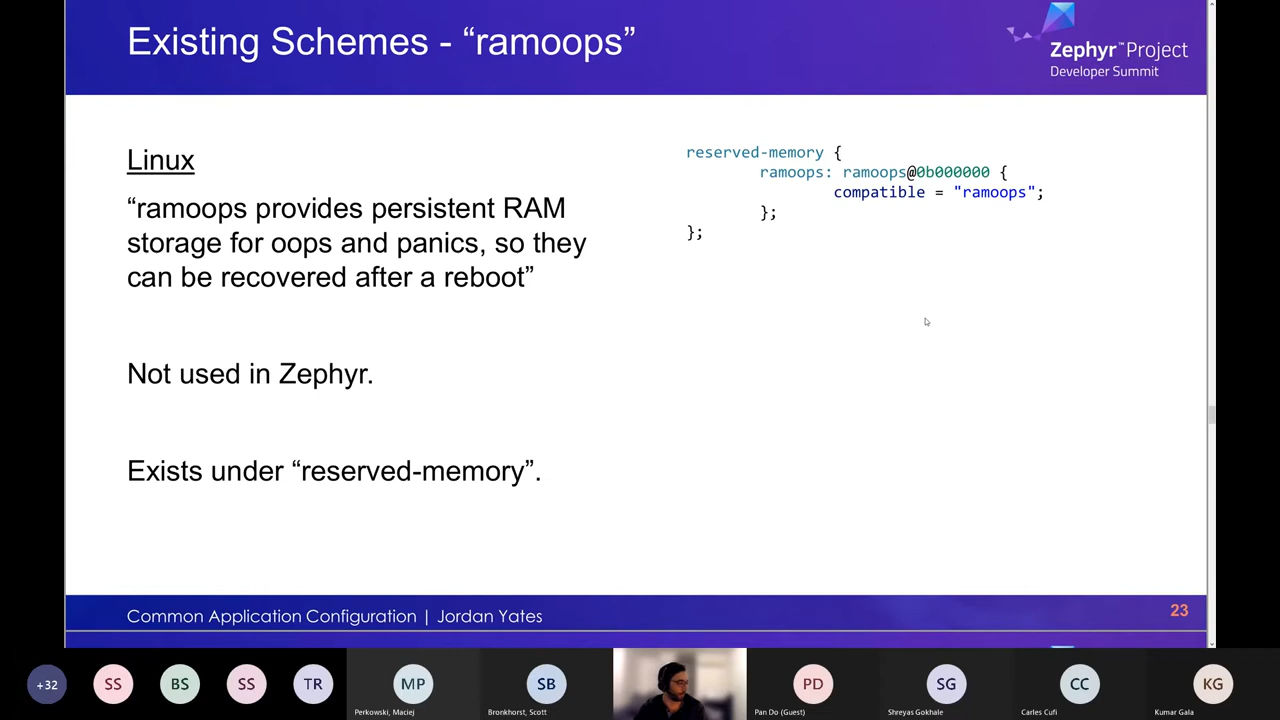 Existing Schemes - “ramoops”
Zephyr™Project
Developer Summit
Linux
“ramoops provides persistent RAM
storage for oops and panics, so they
can be recovered after a reboot”
Not used in Zephyr.
Exists under “reserved-memory”.
reserved-memory {
ramoops: ramoops@0b000000 {
compatible = "ramoops";
};
};
Common Application Configuration | Jordan Yates
23
+32
SS
BS
SS
TR
MP
Perkowski, Maciej
SB
Bronkhorst, Scott
PD
Pan Do (Guest)
SG
Shreyas Gokhale
CC
Carles Cufi
KG
Kumar Gala